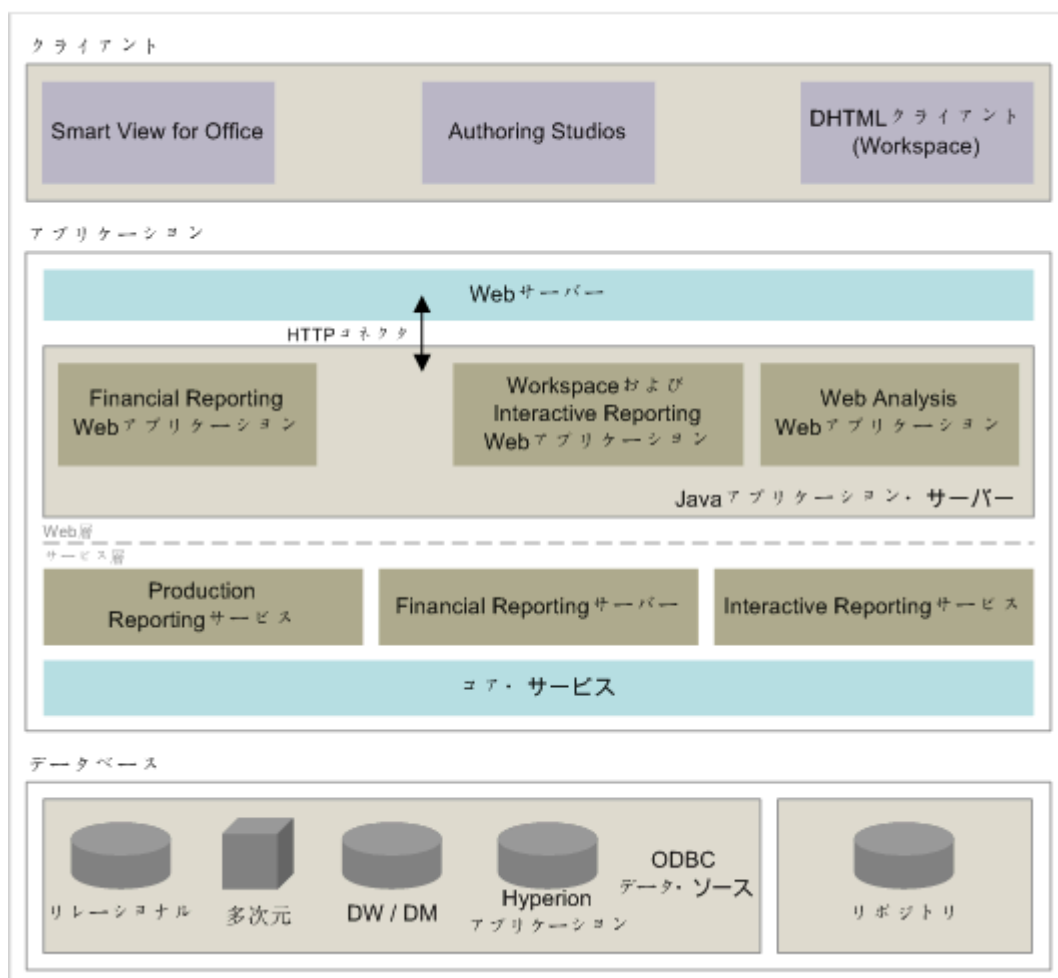 クライアント
Smart View for Office
Authoring Studios
DHTMLクライアント
(Workspace)
アプリケーション
Webサーバー
HTTPコネクタ
Financial Reporting
Webアプリケーション
Workspaceおよび
Interactive Reporting
Webアプリケーション
Web Analysis
Webアプリケーション
Javaアプリケーション・サーバー
Web層
サービス層
Production
Reportingサービス
Financial Reportingサーバー
Interactive Reportingサービス
コア・サービス
データベース
リレーショナル
多次元
DW / DM
Hyperion
アプリケーション
ODBC
データ・ソース
リポジトリ